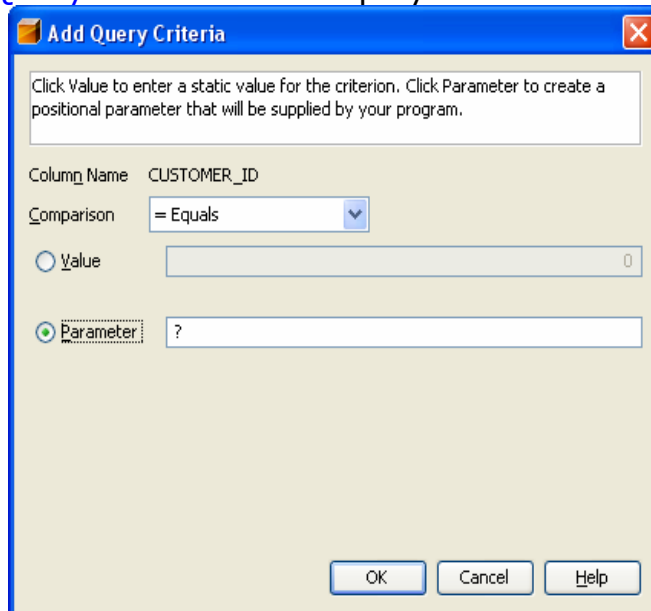 Add Query Criteria
Click Value to enter a static value for the criterion. Click Parameter to create a
positional parameter that will be supplied by your program.
Column Name CUSTOMER_ID
Comparison = Equals
Value 0
Parameter ?
OK Cancel Help